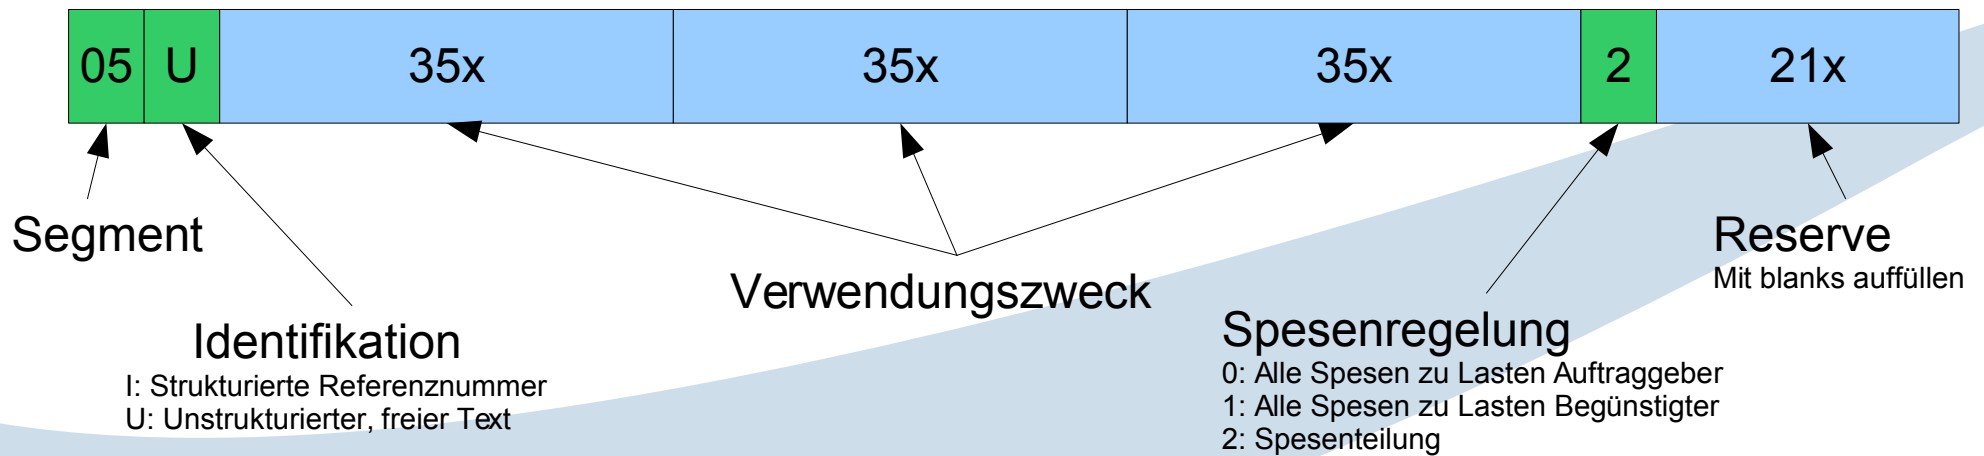 05 U 35x 35x 35x 2 21x
Segment
Identifikation
I: Strukturierte Referenznummer
U: Unstrukturierter, freier Text
Verwendungszweck
Spesenregelung
0: Alle Spesen zu Lasten Auftraggeber
1: Alle Spesen zu Lasten Begünstigter
2: Spesenteilung
Reserve
Mit blanks auffüllen